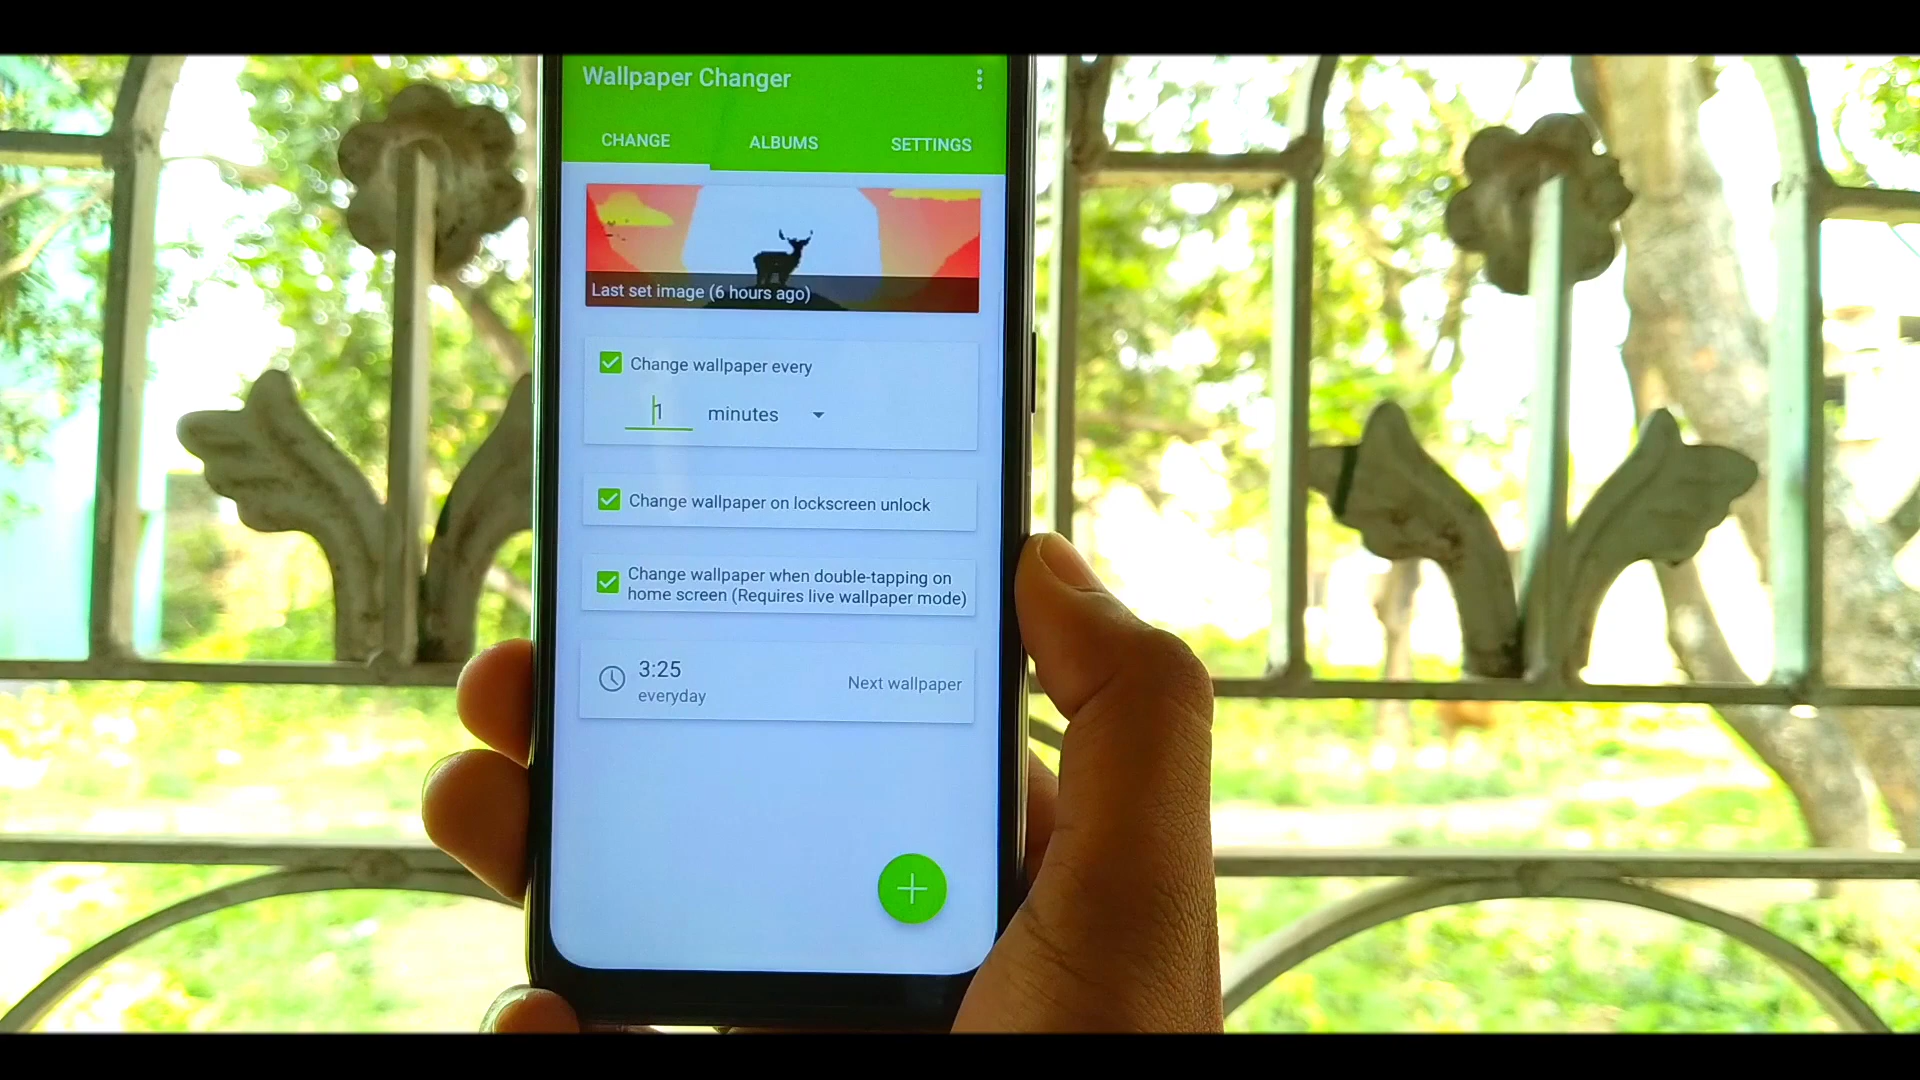 Wallpaper Changer
CHANGE ALBUMS SETTINGS
Last set image (6 hours ago)
Change wallpaper every
1 minutes
Change wallpaper on lockscreen unlock
Change wallpaper when double-tapping on
home screen (Requires live wallpaper mode)
3:25
everyday
Next wallpaper